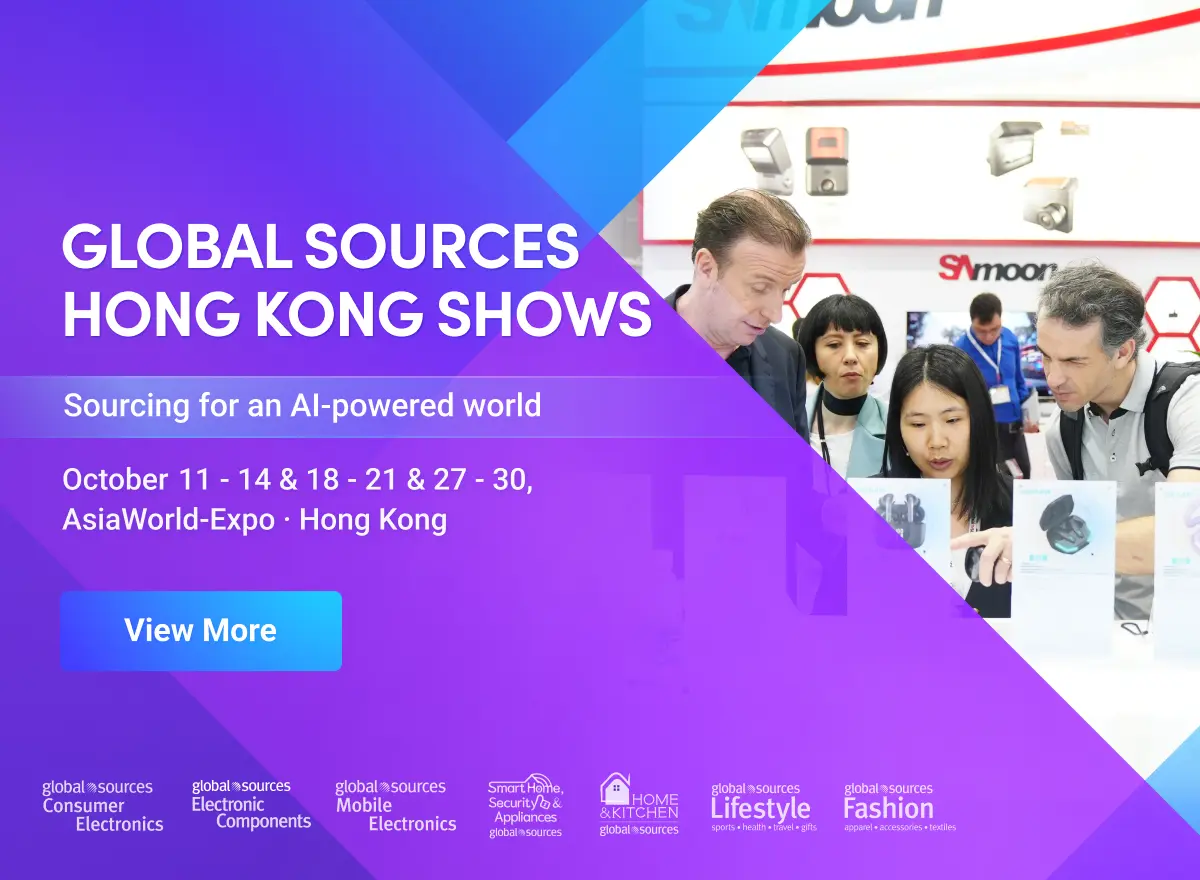 SAmoon
GLOBAL SOURCES
HONG KONG SHOWS
SAmoon
Sourcing for an AI-powered world
October 11 - 14 & 18 - 21 & 27 - 30,
AsiaWorld-Expo · Hong Kong
View More
global sources
Consumer
Electronics
global sources
Electronic
Components
global sources
Mobile
Electronics
Smart Home,
Security &
Appliances
global sources
HOME
&KITCHEN
global sources
global sources
Lifestyle
sports • health • travel • gifts
global sources
Fashion
apparel • accessories • textiles